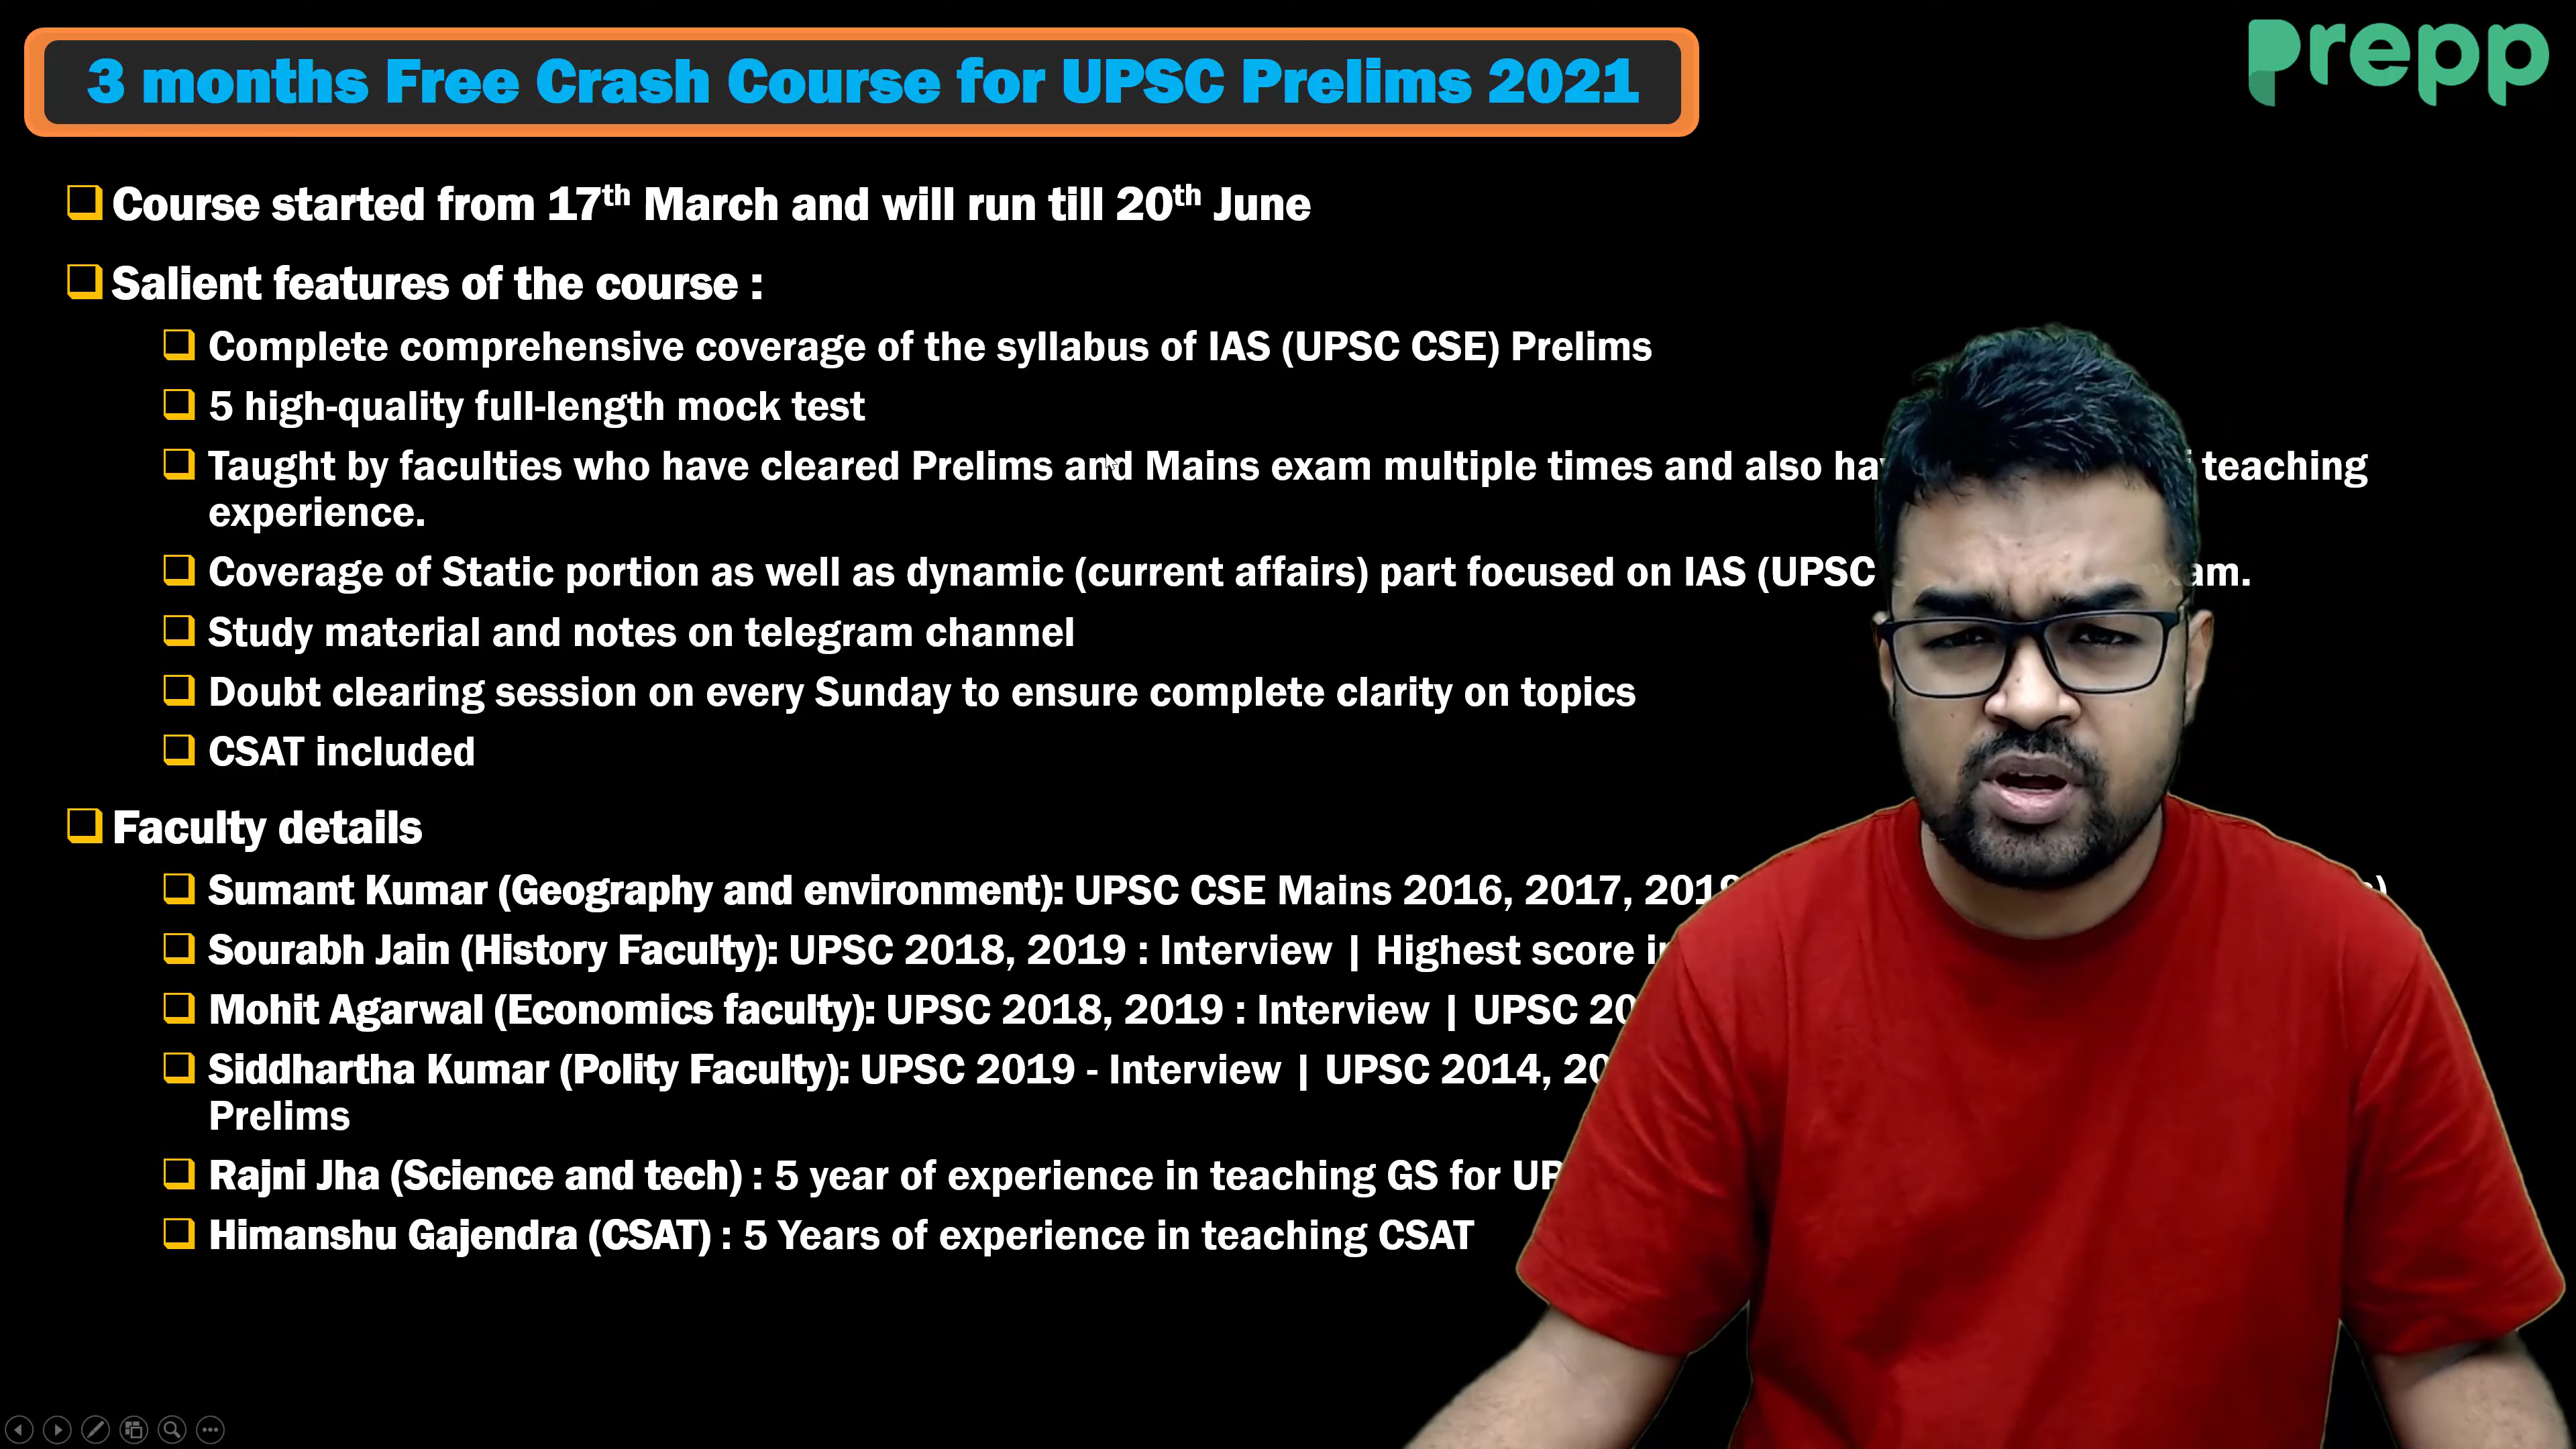 3 months Free Crash Course for UPSC Prelims 2021
prepp
Course started from 17th March and will run till 20th June
Salient features of the course :
Complete comprehensive coverage of the syllabus of IAS (UPSC CSE) Prelims
5 high-quality full-length mock test
Taught by faculties who have cleared Prelims and Mains exam multiple times and also teaching
experience.
Coverage of Static portion as well as dynamic (current affairs) part focused on IAS (UPSC
Study material and notes on telegram channel
Doubt clearing session on every Sunday to ensure complete clarity on topics
CSAT included
Faculty details
Sumant Kumar (Geography and environment): UPSC CSE Mains 2016, 2017,
Sourabh Jain (History Faculty): UPSC 2018, 2019 : Interview | Highest score
Mohit Agarwal (Economics faculty): UPSC 2018, 2019 : Interview | UPSC
Siddhartha Kumar (Polity Faculty): UPSC 2019 - Interview | UPSC 2014,
Prelims
Rajni Jha (Science and tech) : 5 year of experience in teaching GS for
Himanshu Gajendra (CSAT) : 5 Years of experience in teaching CSAT